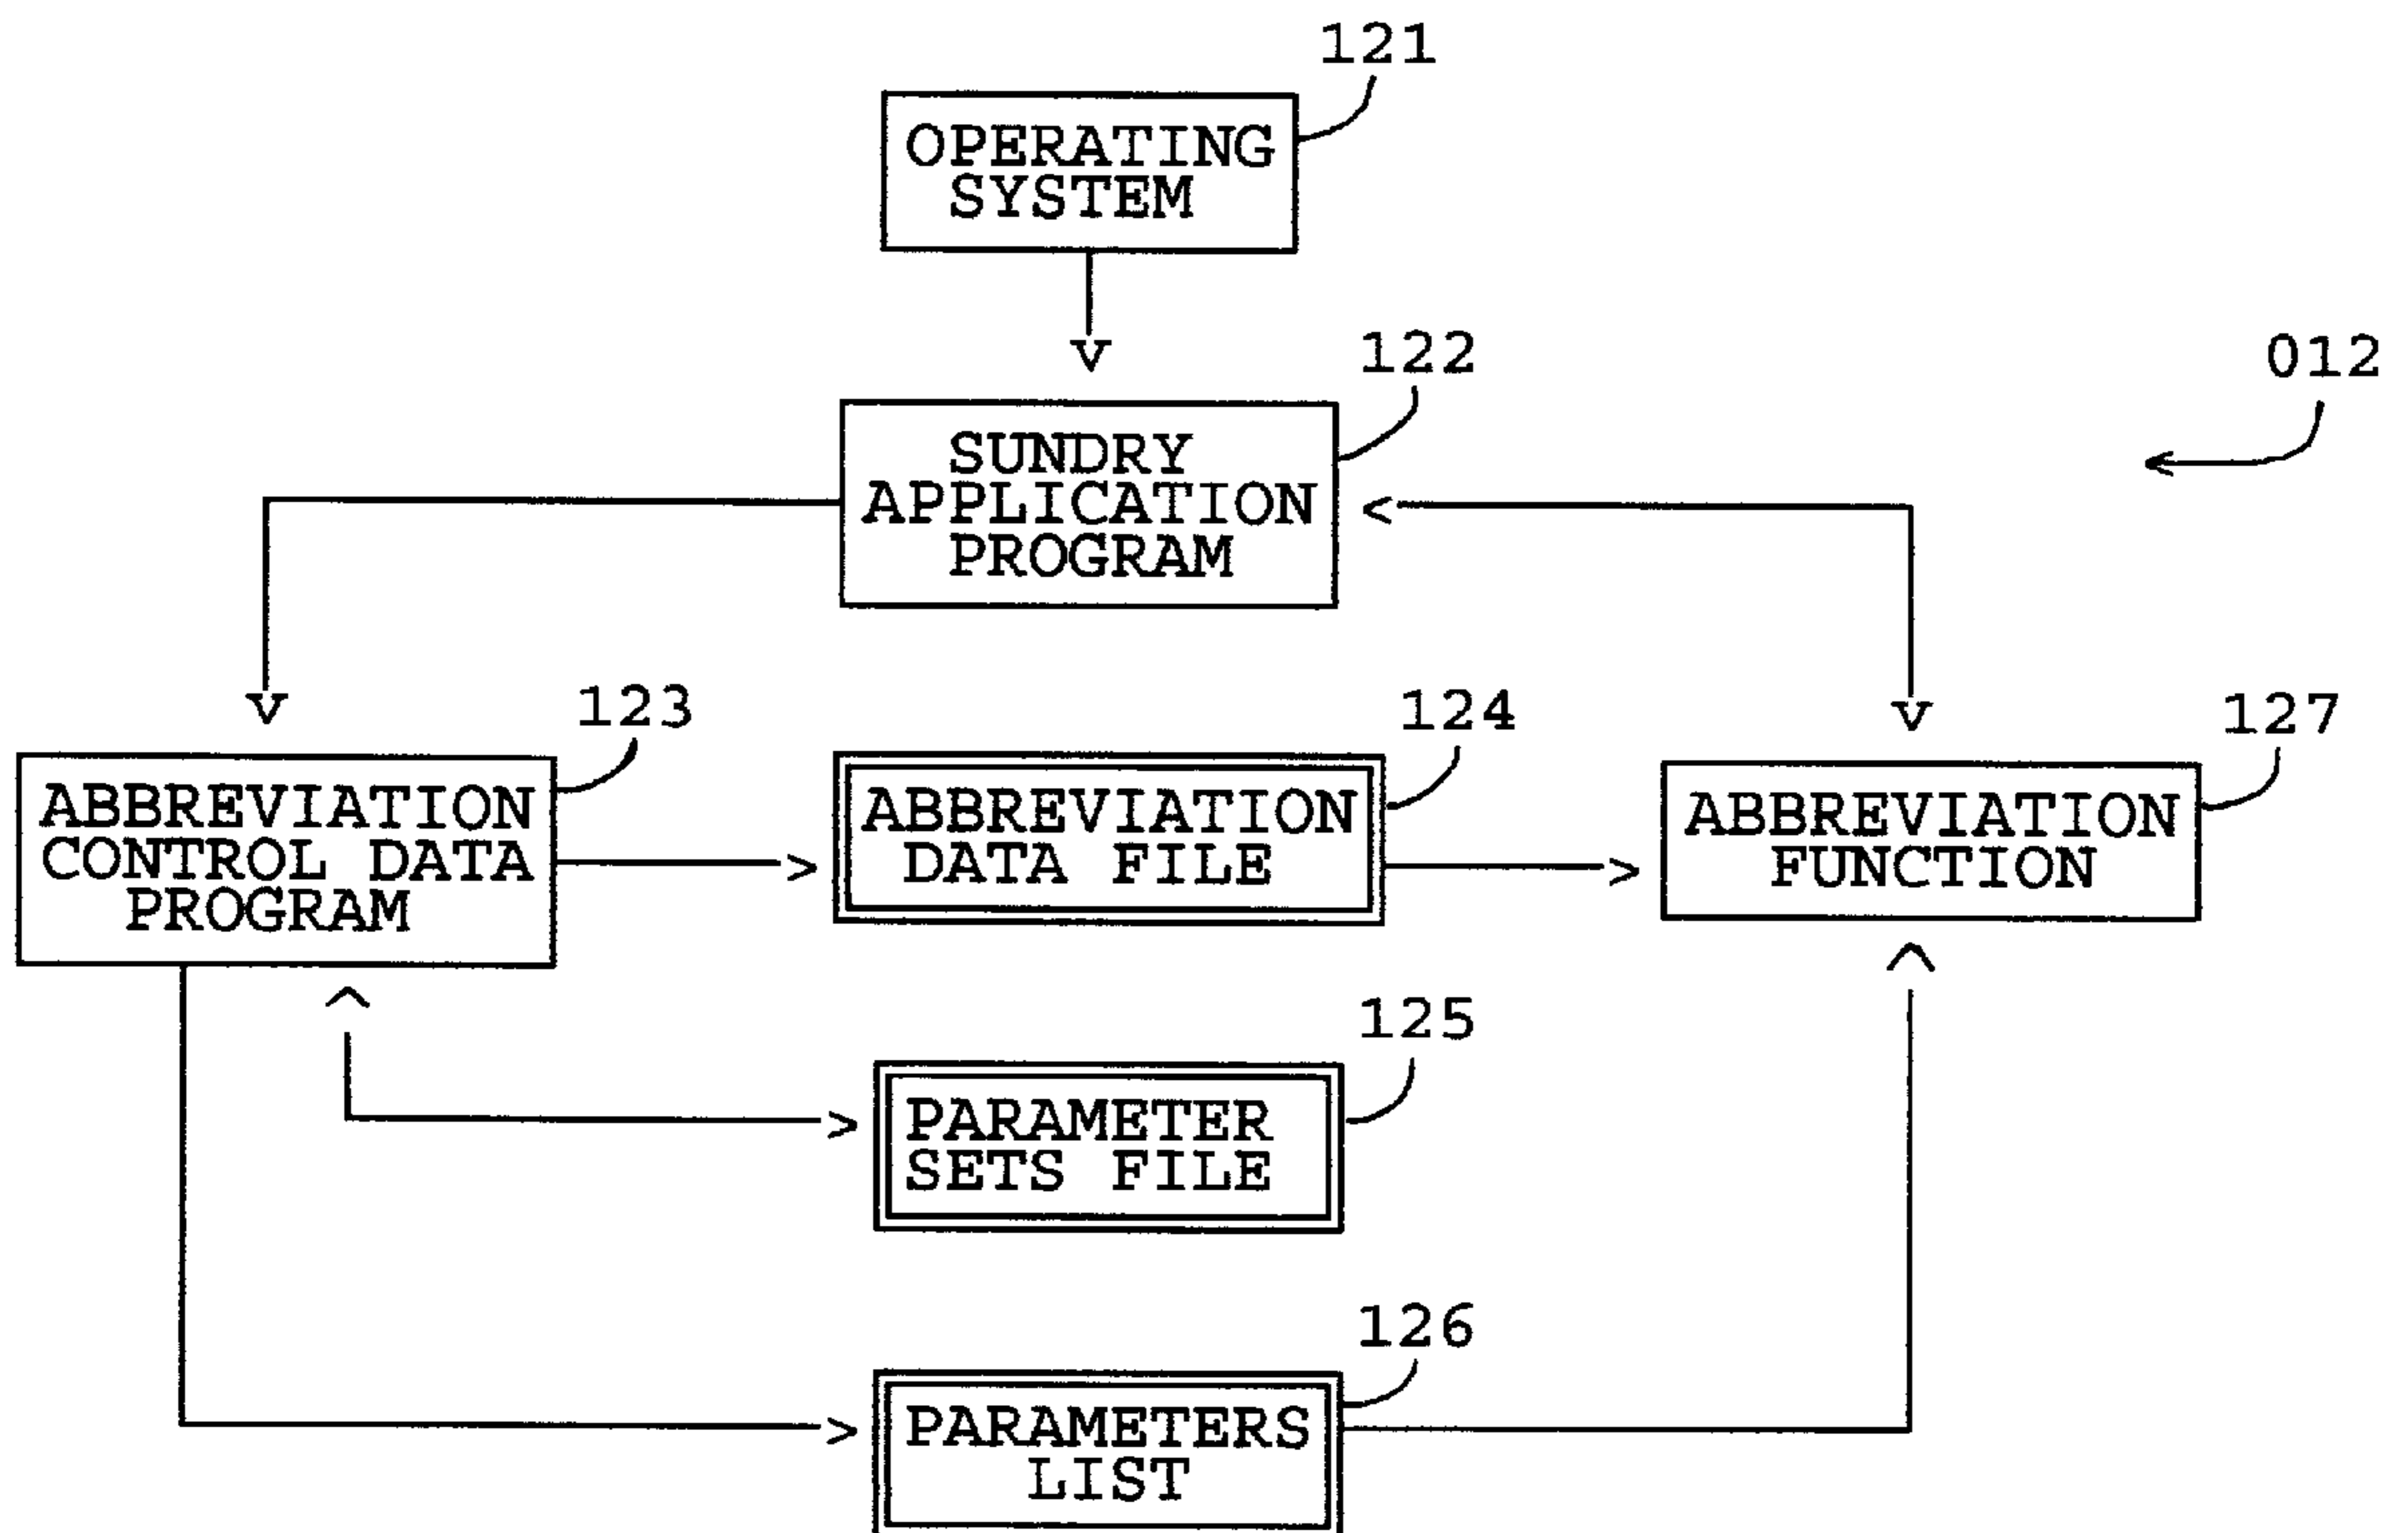 121
OPERATING
SYSTEM
122
012
SUNDRY
APPLICATION
PROGRAM
123
124
127
ABBREVIATION
CONTROL DATA
PROGRAM
ABBREVIATION
DATA FILE
ABBREVIATION
FUNCTION
125
PARAMETER
SETS FILE
126
PARAMETERS
LIST